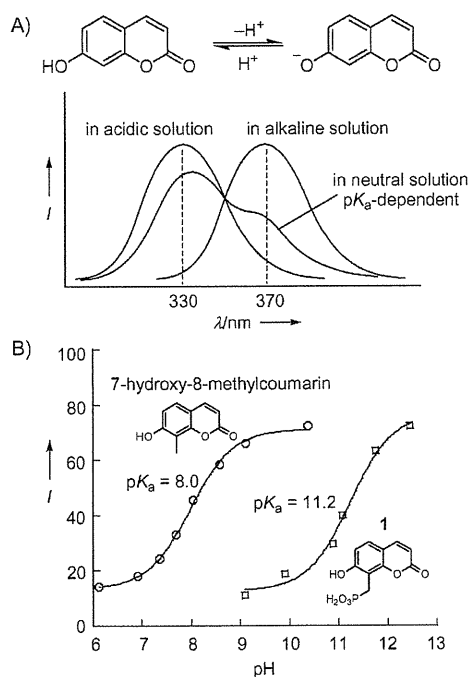 A)
HO O O
–H⁺
H⁺
⁻O O O
in acidic solution
in alkaline solution
in neutral solution
pKₐ-dependent
I
330
370
λ/nm
B)
100
80
60
40
20
0
I
7-hydroxy-8-methylcoumarin
HO O O
pKₐ = 8.0
pKₐ = 11.2
1
HO O O
H₂O₃P
6 7 8 9 10 11 12 13
pH